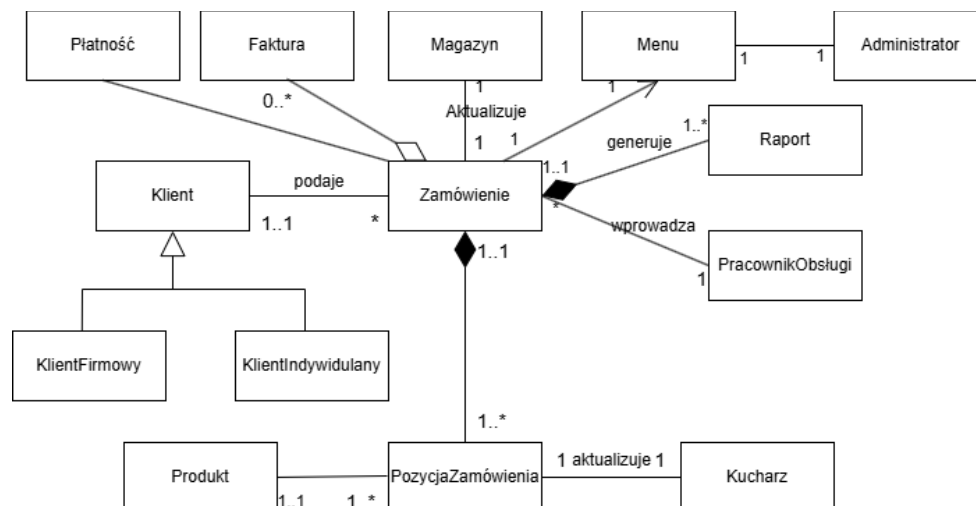 Płatność
Faktura
Magazyn
Menu
Administrator
1
1
0..*
1
1
Aktualizuje
1
1
1..*
generuje
Raport
1..1
Klient
podaje
Zamówienie
1..1
*
*
wprowadza
1..1
1
PracownikObsługi
KlientFirmowy
KlientIndywidulany
1..*
Produkt
PozycjaZamówienia
1 aktualizuje 1
Kucharz
1..1
1..*